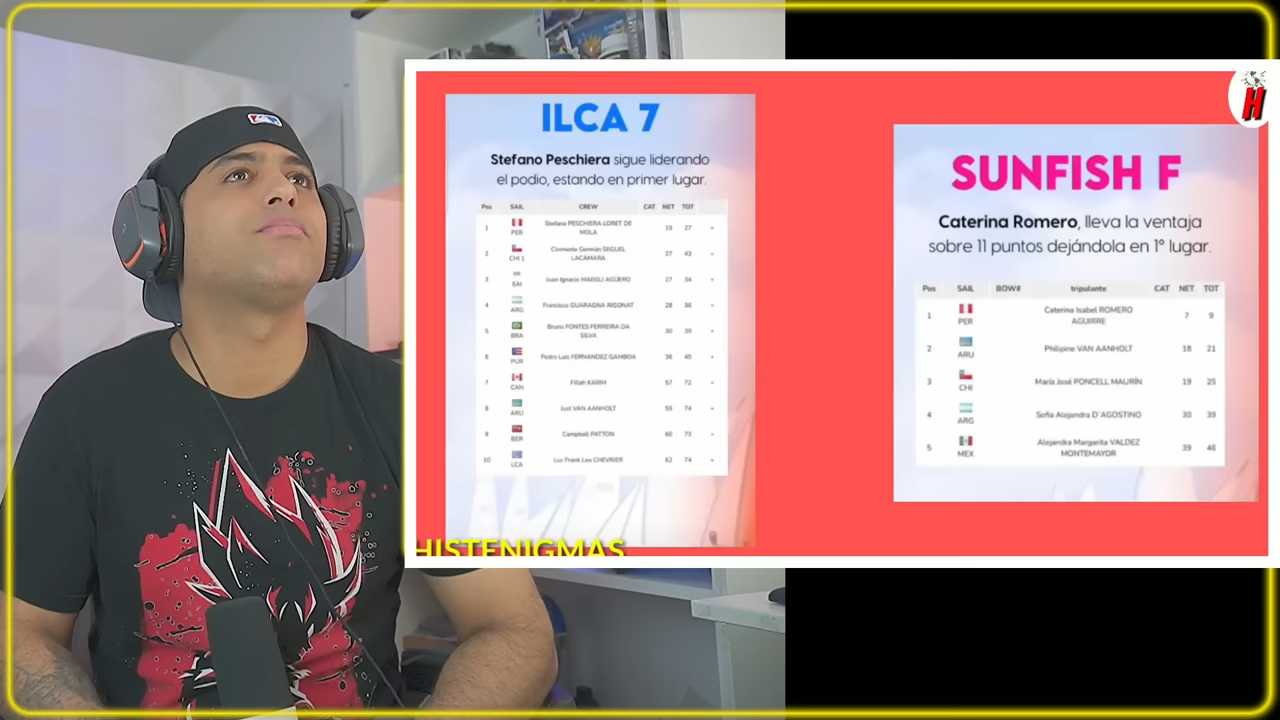 ILCA 7
Stefano Peschiera sigue liderando
el podio, estando en primer lugar.
Pos SAIL CREW CAT NET TOT
1 PER Stefano PESCHIERA LORET DE MOLA 19 27
2 CHI 1 Clemente Germán SEGUEL LACAMARA 27 43
3 EAI Juan Ignacio MAEGLI AGÜERO 27 34
4 ARG Francisco GUARAGNA RIGONAT 28 36
5 BRA Bruno FONTES FERREIRA DA SILVA 30 39
6 PUR Pedro Luis FERNANDEZ GAMBOA 36 45
7 CAN Fillah KARIM 57 72
8 ARU Just VAN AANHOLT 59 74
9 BER Campbell PATTON 60 73
10 LCA Luc Frank Leo CHEVRIER 62 74
HISTENIGMAS
H
SUNFISH F
Caterina Romero, lleva la ventaja
sobre 11 puntos dejándola en 1° lugar.
Pos SAIL BOW# tripulante CAT NET TOT
1 PER Caterina Isabel ROMERO AGUIRRE 7 9
2 ARU Philipine VAN AANHOLT 18 21
3 CHI María José PONCELL MAURÍN 19 25
4 ARG Sofia Alejandra D´AGOSTINO 30 39
5 MEX Alejandra Margarita VALDEZ MONTEMAYOR 39 46